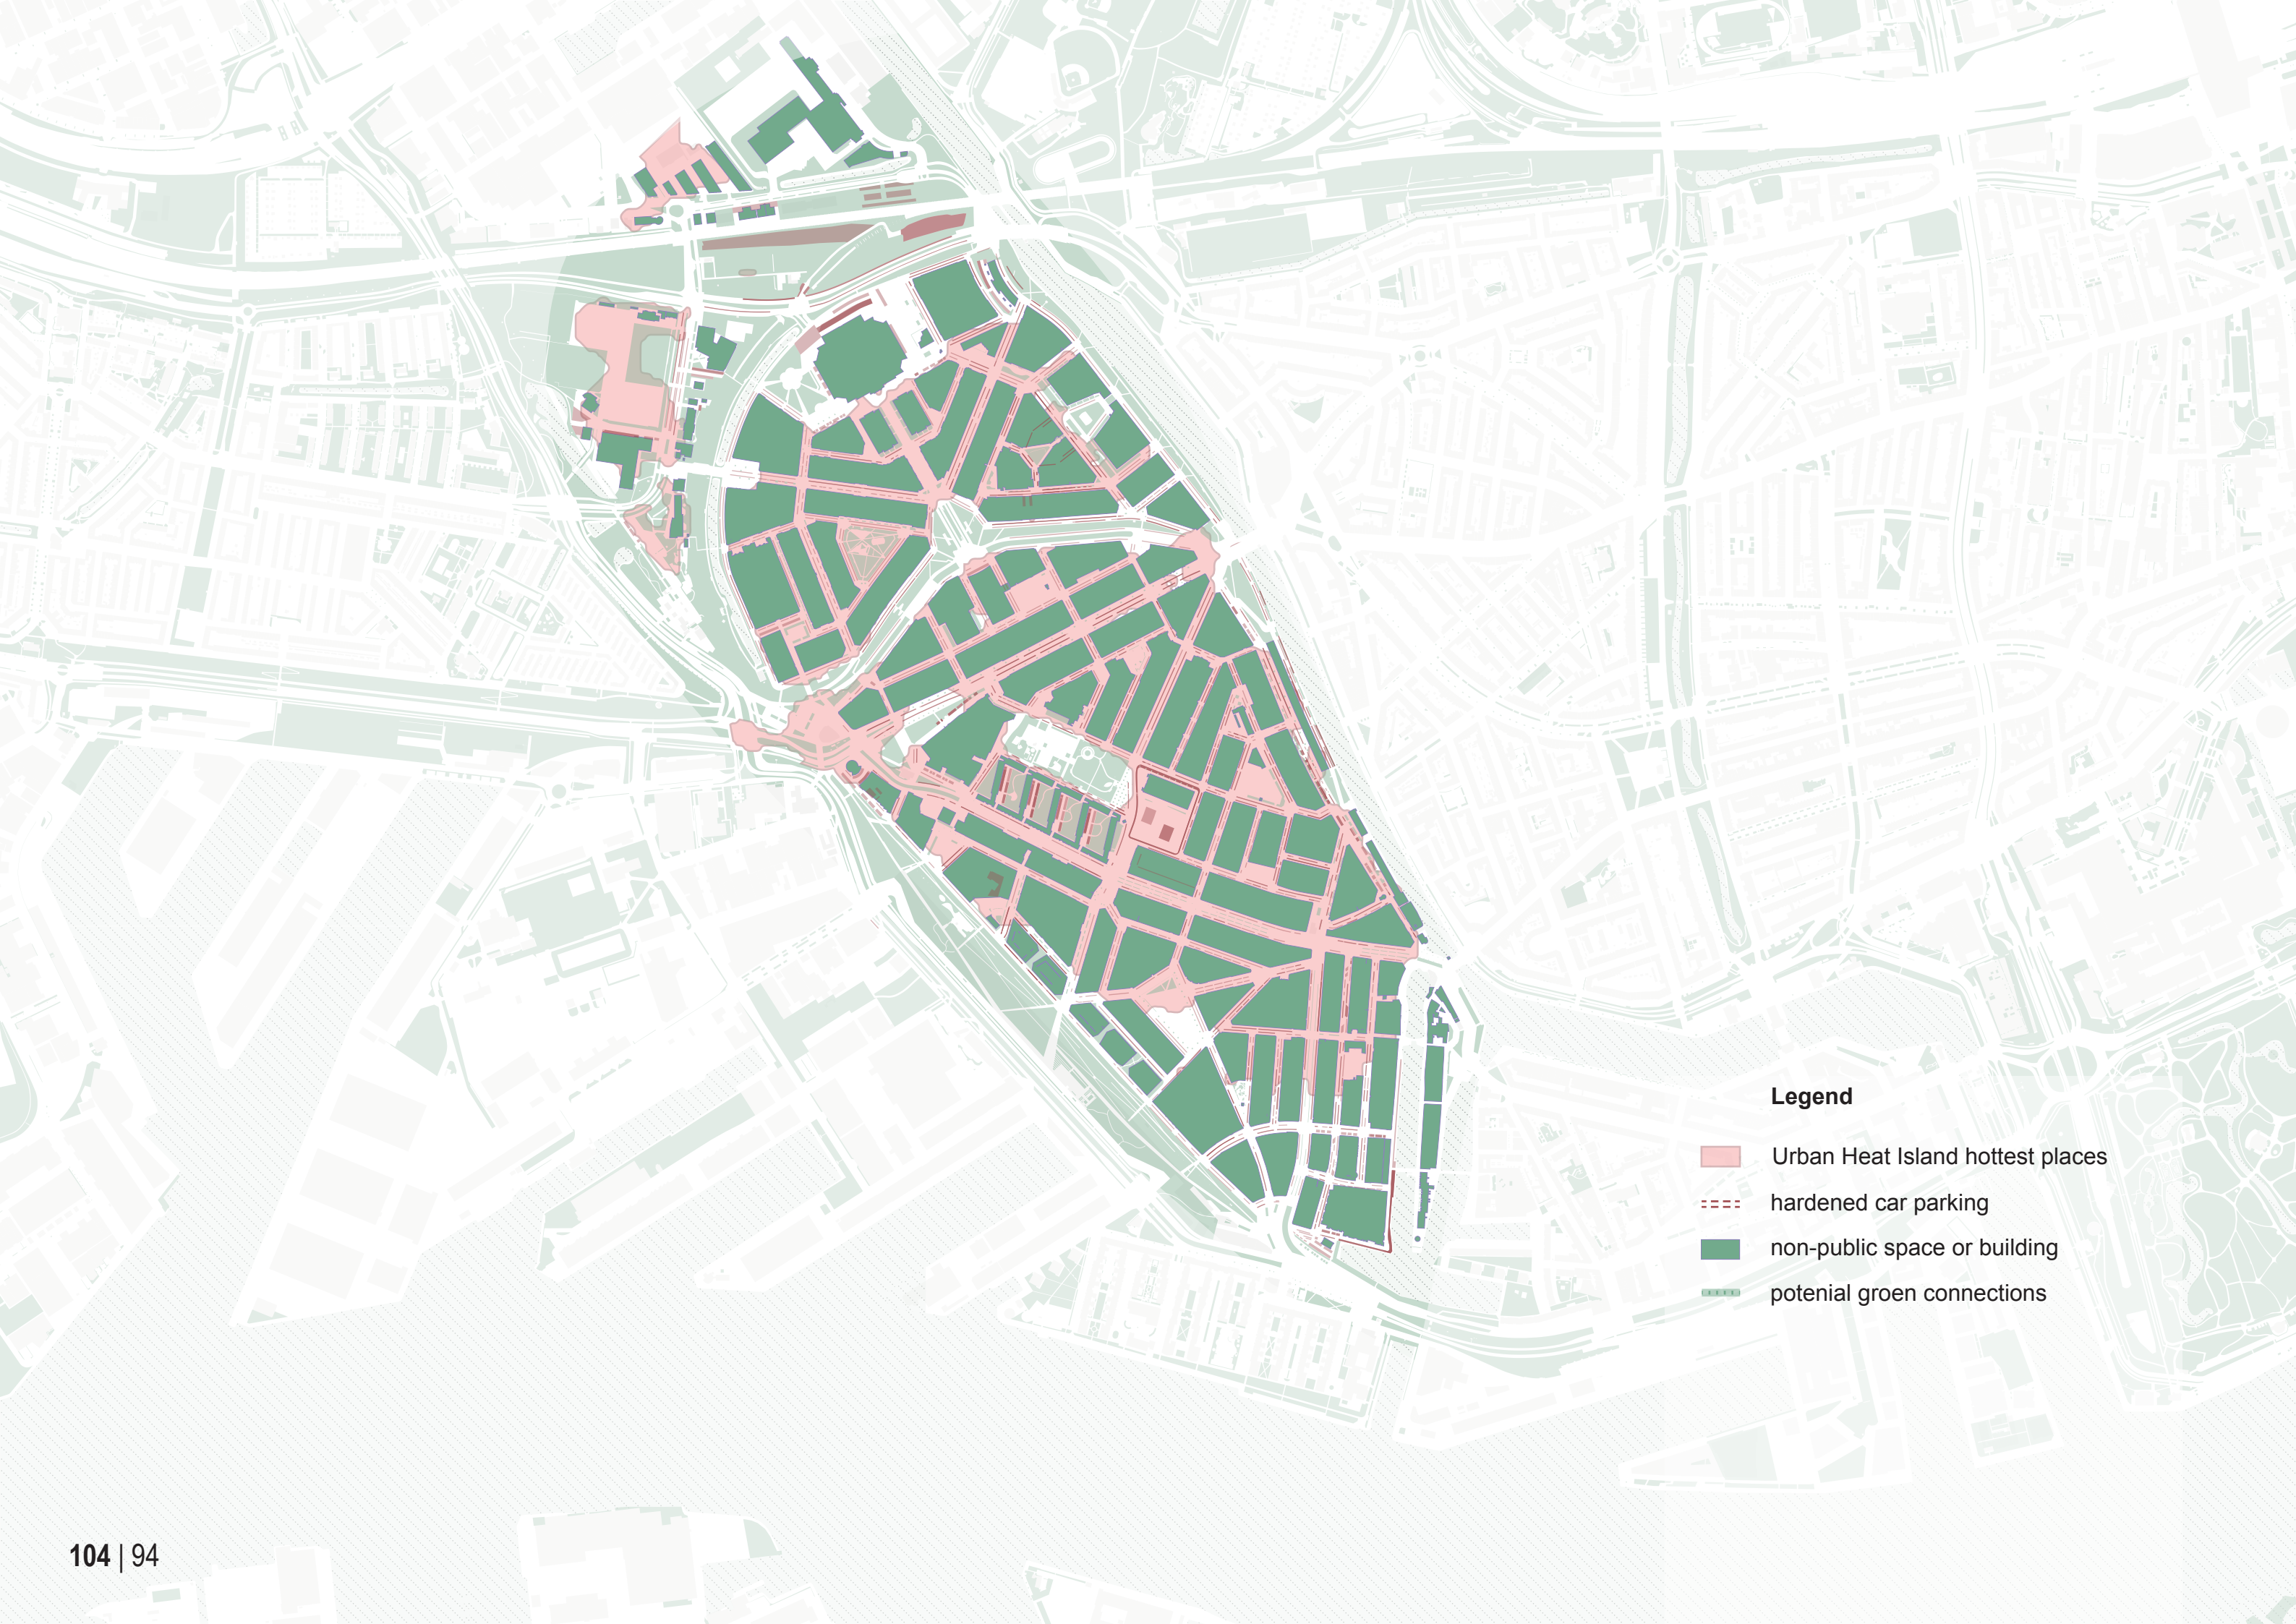 Legend
Urban Heat Island hottest places
hardened car parking
non-public space or building
potenial groen connections
104 | 94